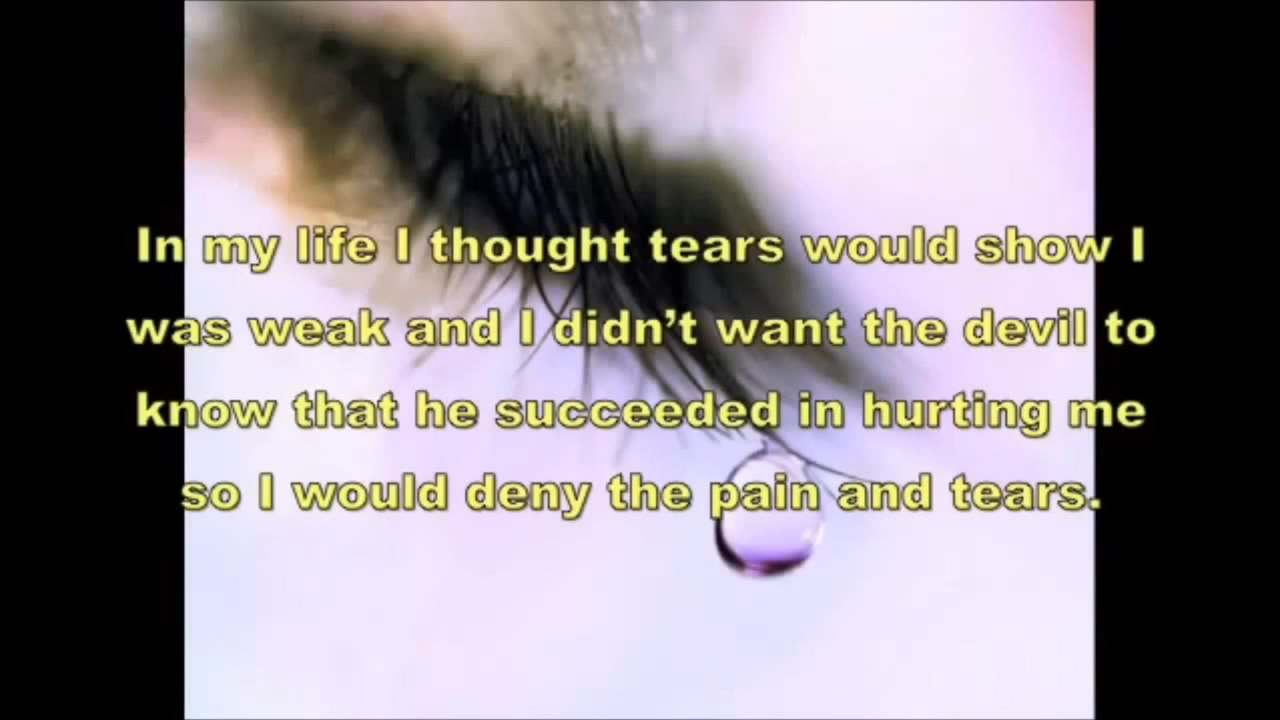 In my life I thought tears would show I
was weak and I didn’t want the devil to
know that he succeeded in hurting me
so I would deny the pain and tears.